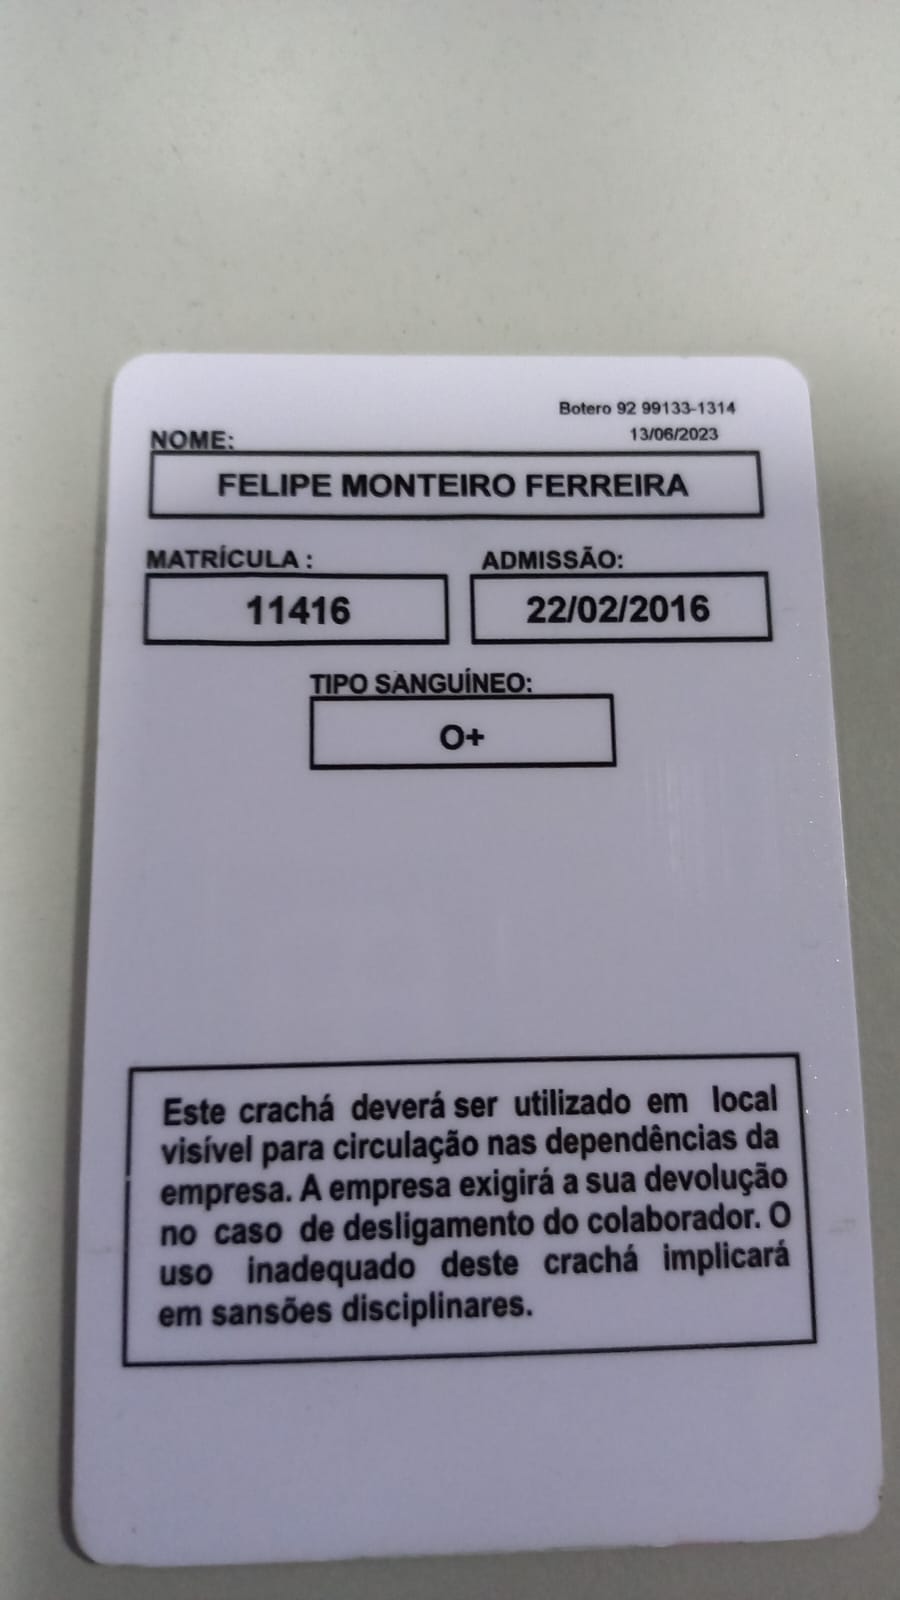 Botero 92 99133-1314
13/06/2023
NOME:
FELIPE MONTEIRO FERREIRA
MATRÍCULA : ADMISSÃO:
11416 22/02/2016
TIPO SANGUÍNEO:
O+
Este crachá deverá ser utilizado em local
visível para circulação nas dependências da
empresa. A empresa exigirá a sua devolução
no caso de desligamento do colaborador. O
uso inadequado deste crachá implicará
em sansões disciplinares.